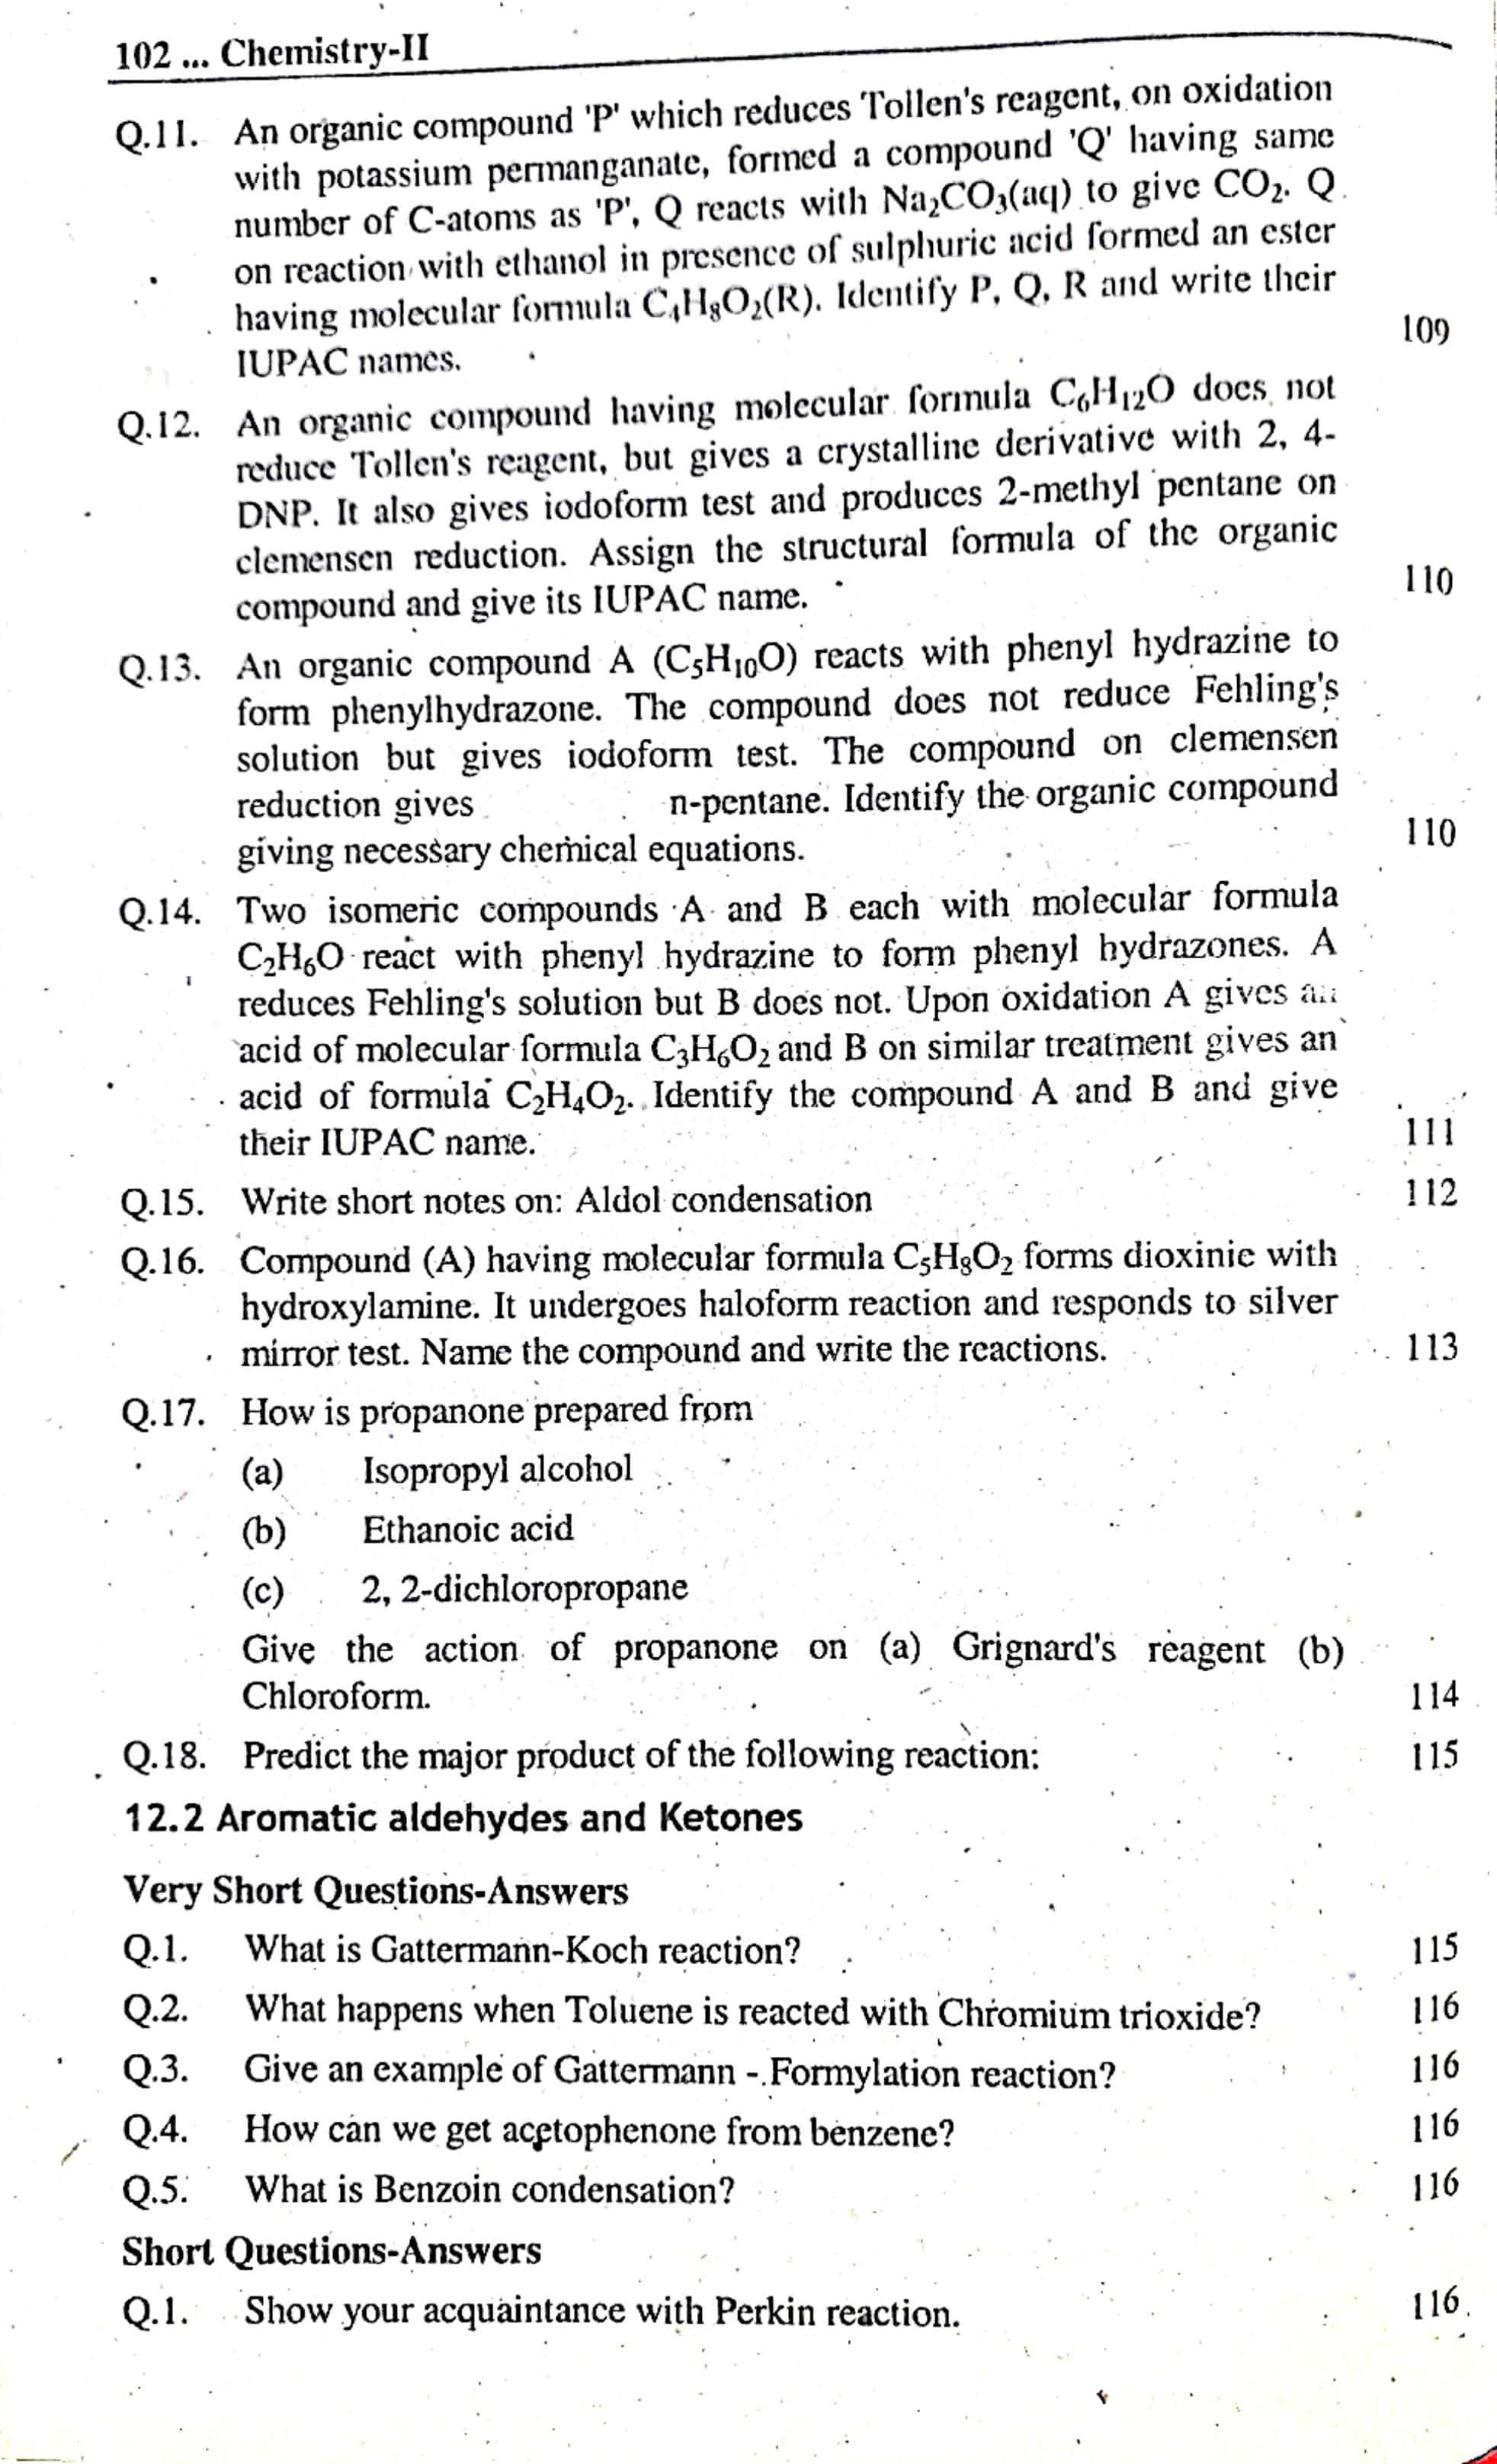 102 ... Chemistry-II
Q.11. An organic compound 'P' which reduces Tollen's reagent, on oxidation
with potassium permanganate, formed a compound 'Q' having same
number of C-atoms as 'P', Q reacts with Na₂CO₃(aq) to give CO₂. Q
on reaction with ethanol in presence of sulphuric acid formed an ester
having molecular formula C₄H₈O₂(R). Identify P, Q, R and write their
IUPAC names. 109
Q.12. An organic compound having molecular formula C₆H₁₂O does not
reduce Tollen's reagent, but gives a crystalline derivative with 2, 4-
DNP. It also gives iodoform test and produces 2-methyl pentane on
clemensen reduction. Assign the structural formula of the organic
compound and give its IUPAC name. 110
Q.13. An organic compound A (C₅H₁₀O) reacts with phenyl hydrazine to
form phenylhydrazone. The compound does not reduce Fehling's
solution but gives iodoform test. The compound on clemensen
reduction gives n-pentane. Identify the organic compound
giving necessary chemical equations. 110
Q.14. Two isomeric compounds A and B each with molecular formula
C₂H₆O react with phenyl hydrazine to form phenyl hydrazones. A
reduces Fehling's solution but B does not. Upon oxidation A gives an
acid of molecular formula C₃H₆O₂ and B on similar treatment gives an
acid of formula C₂H₄O₂. Identify the compound A and B and give
their IUPAC name. 111
Q.15. Write short notes on: Aldol condensation 112
Q.16. Compound (A) having molecular formula C₅H₈O₂ forms dioxinie with
hydroxylamine. It undergoes haloform reaction and responds to silver
mirror test. Name the compound and write the reactions. 113
Q.17. How is propanone prepared from
(a) Isopropyl alcohol
(b) Ethanoic acid
(c) 2, 2-dichloropropane
Give the action of propanone on (a) Grignard's reagent (b)
Chloroform. 114
Q.18. Predict the major product of the following reaction: 115
12.2 Aromatic aldehydes and Ketones
Very Short Questions-Answers
Q.1. What is Gattermann-Koch reaction? 115
Q.2. What happens when Toluene is reacted with Chromium trioxide? 116
Q.3. Give an example of Gattermann - Formylation reaction? 116
Q.4. How can we get acetophenone from benzene? 116
Q.5. What is Benzoin condensation? 116
Short Questions-Answers
Q.1. Show your acquaintance with Perkin reaction. 116